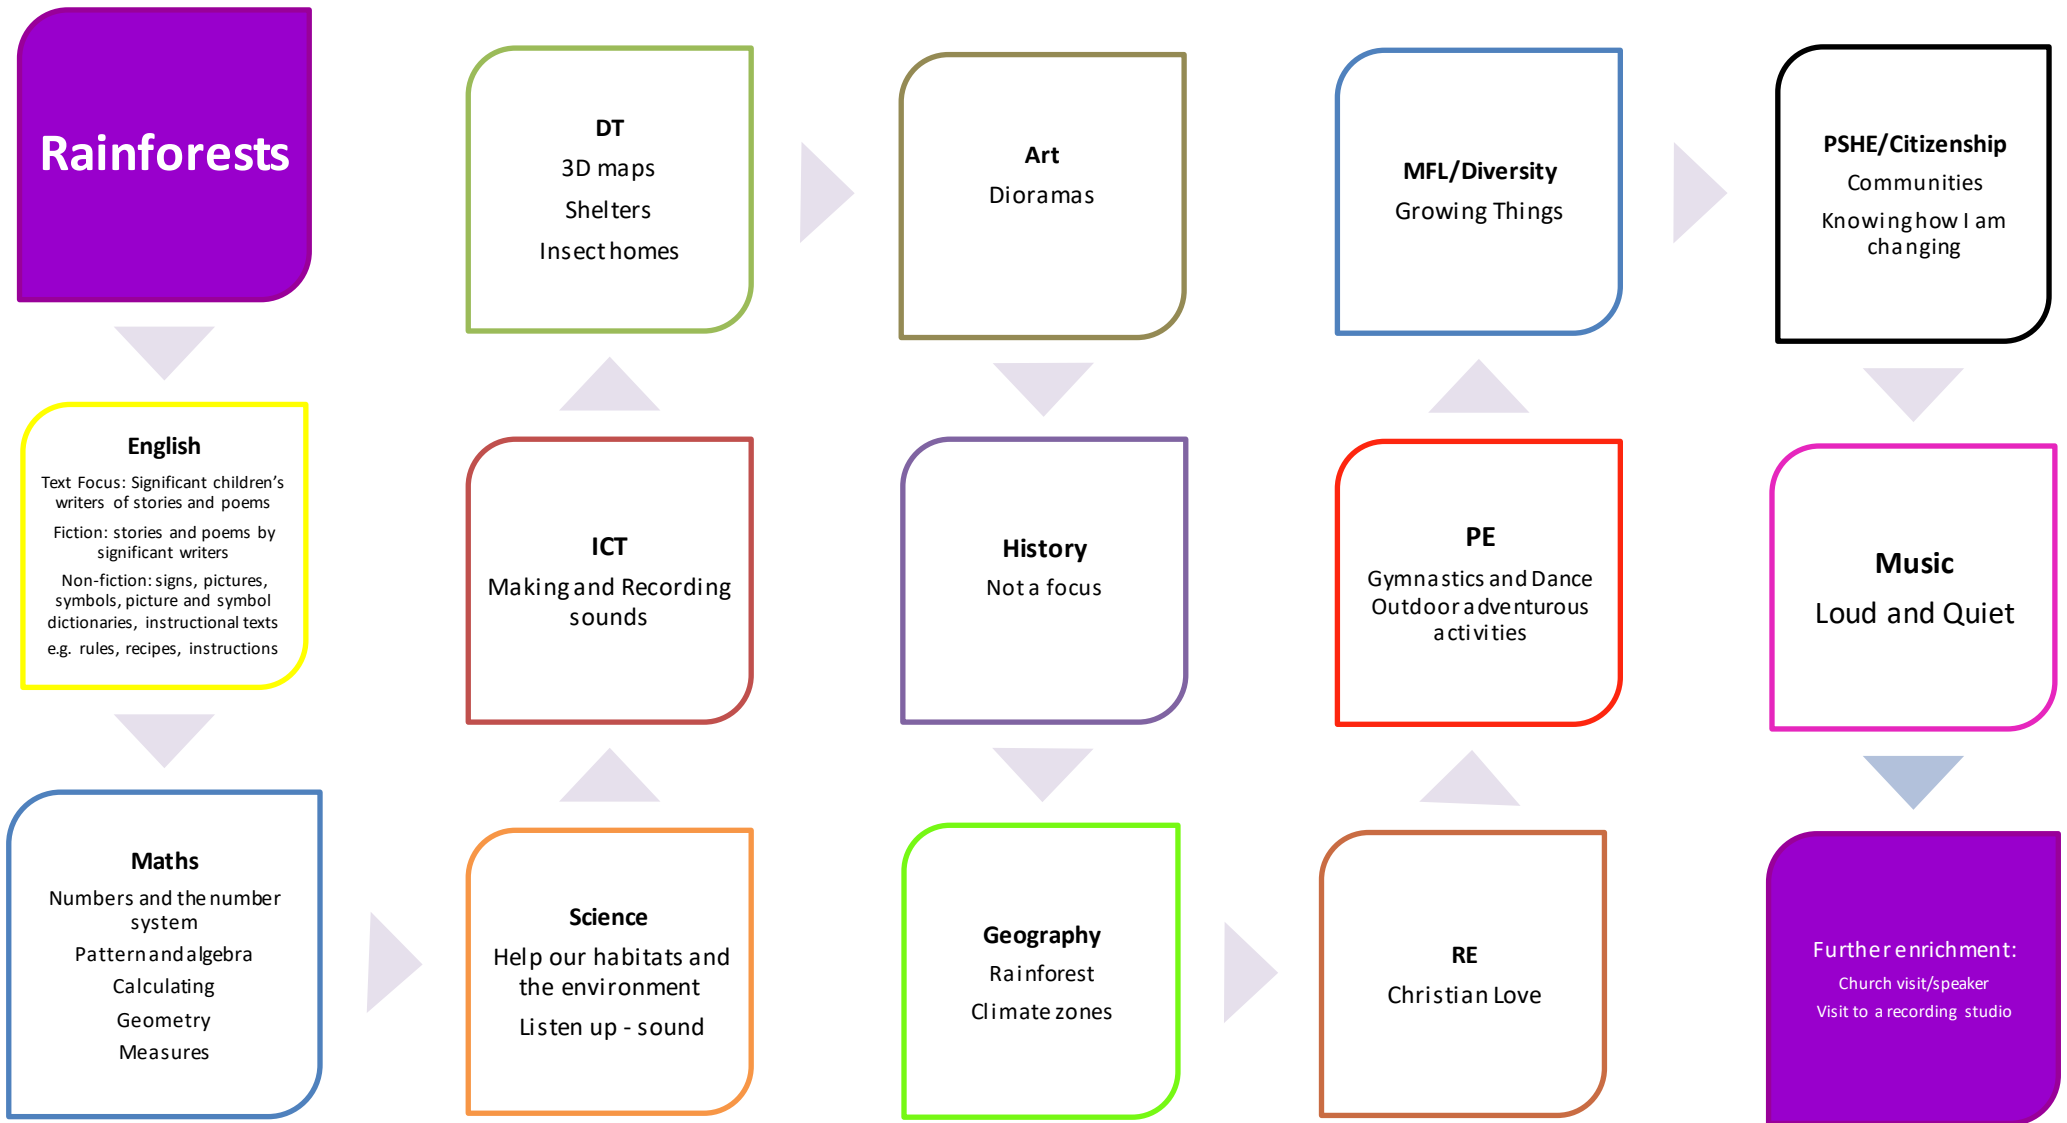 Rainforests
English
Text Focus: Significant children's
writers of stories and poems
Fiction: stories and poems by
significant writers
Non-fiction: signs, pictures,
symbols, picture and symbol
dictionaries, instructional texts
e.g. rules, recipes, instructions
Maths
Numbers and the number
system
Pattern and algebra
Calculating
Geometry
Measures
Science
Help our habitats and
the environment
Listen up - sound
ICT
Making and Recording
sounds
DT
3D maps
Shelters
Insect homes
Art
Dioramas
History
Not a focus
Geography
Rainforest
Climate zones
RE
Christian Love
PE
Gymnastics and Dance
Outdoor adventurous
activities
MFL/Diversity
Growing Things
PSHE/Citizenship
Communities
Knowing how I am
changing
Music
Loud and Quiet
Further enrichment:
Church visit/speaker
Visit to a recording studio